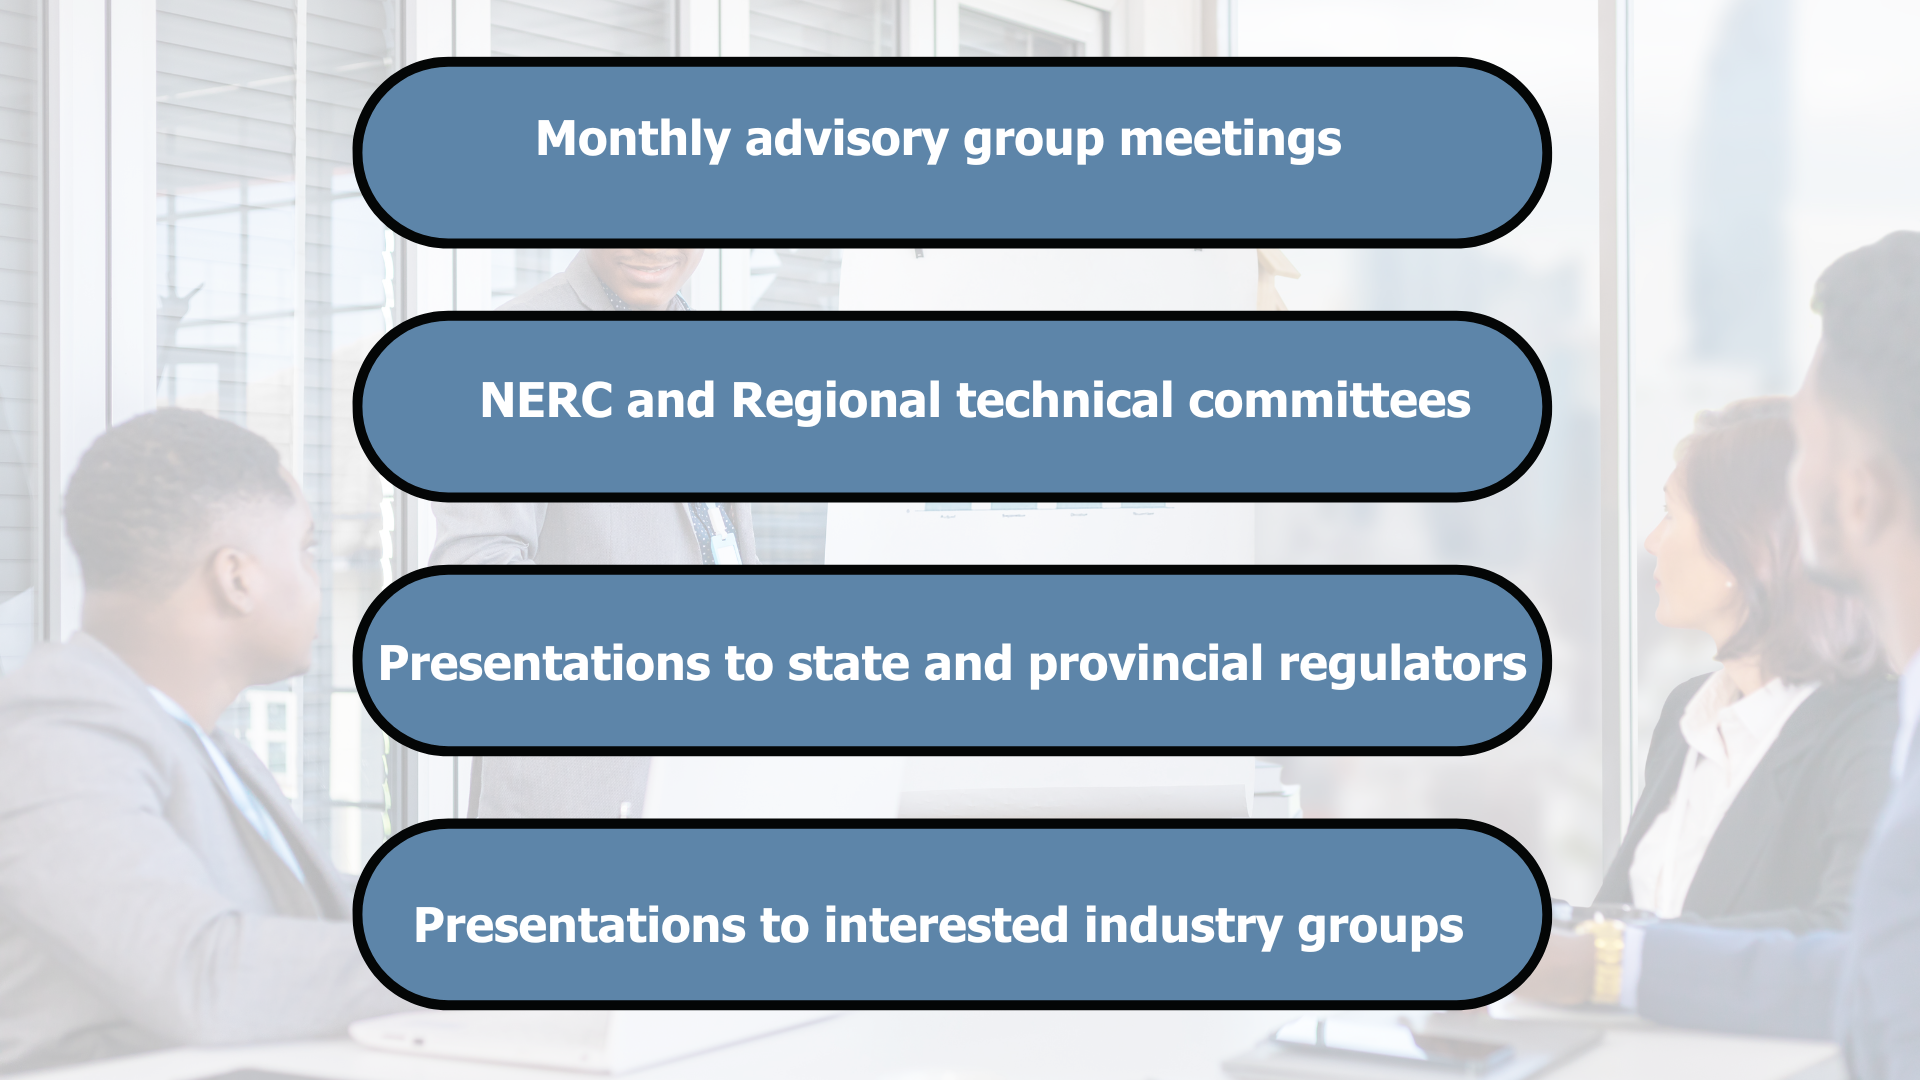 Monthly advisory group meetings
NERC and Regional technical committees
Presentations to state and provincial regulators
Presentations to interested industry groups